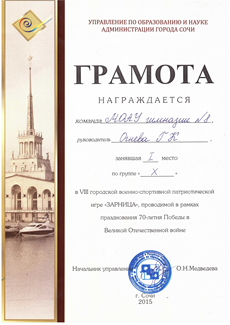 УПРАВЛЕНИЕ ПО ОБРАЗОВАНИЮ И НАУКЕ
АДМИНИСТРАЦИИ ГОРОДА СОЧИ
ГРАМОТА
НАГРАЖДАЕТСЯ
команда МОАУ гимназии №8,
руководитель Огнева Г К
занявшая I место
по группе « X »
в VIII городской военно-спортивной патриотической
игре «ЗАРНИЦА», проводимой в рамках
празднования 70-летия Победы в
Великой Отечественной войне
Начальник управления О.Н.Медведева
г. Сочи
2015